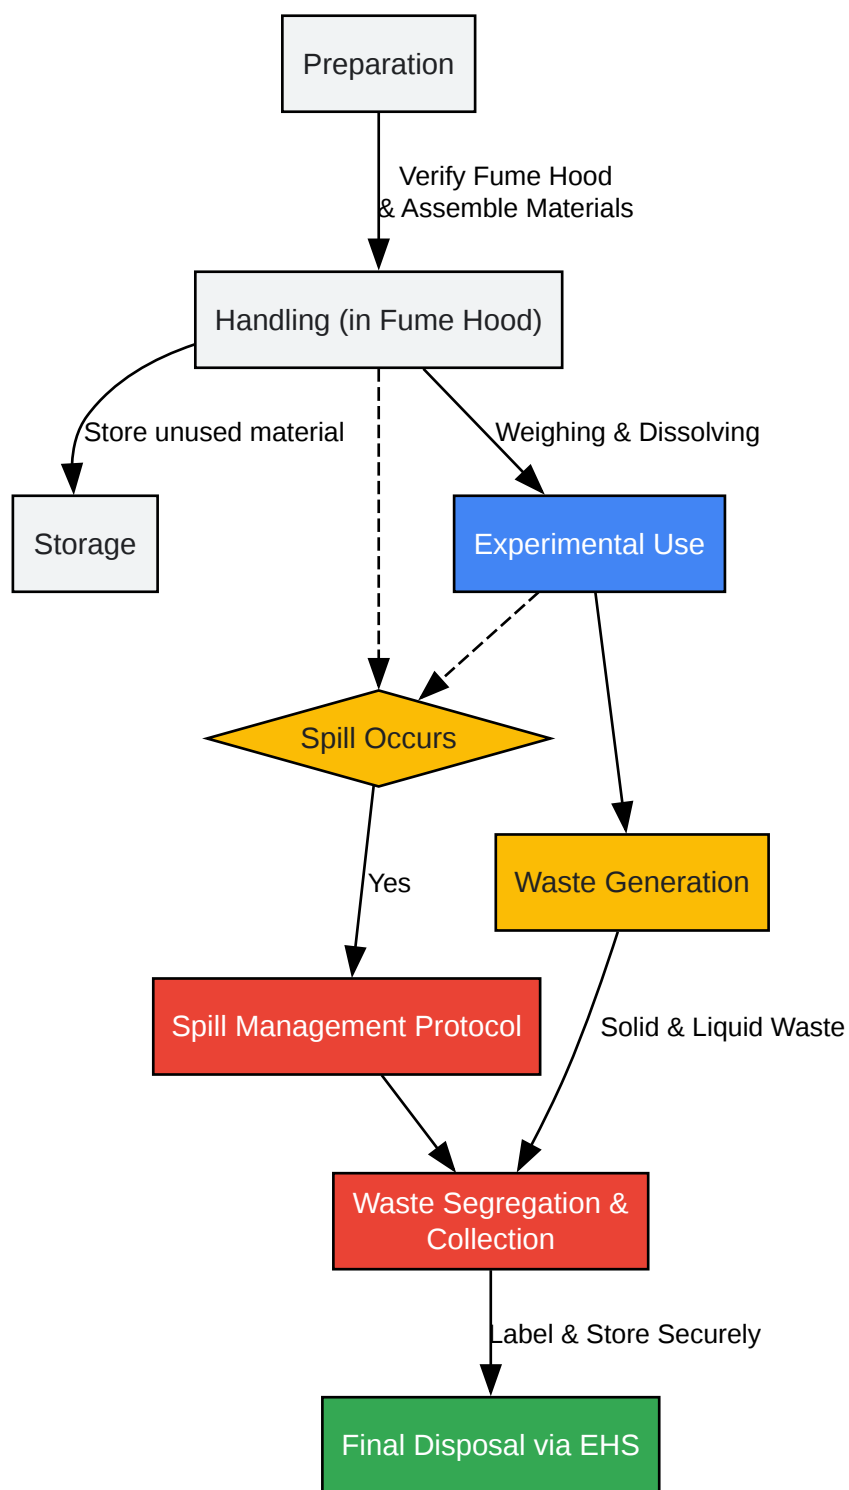 Preparation
Verify Fume Hood
& Assemble Materials
Handling (in Fume Hood)
Store unused material
Weighing & Dissolving
Storage
Experimental Use
Spill Occurs
Yes
Waste Generation
Spill Management Protocol
Solid & Liquid Waste
Waste Segregation &
Collection
Label & Store Securely
Final Disposal via EHS